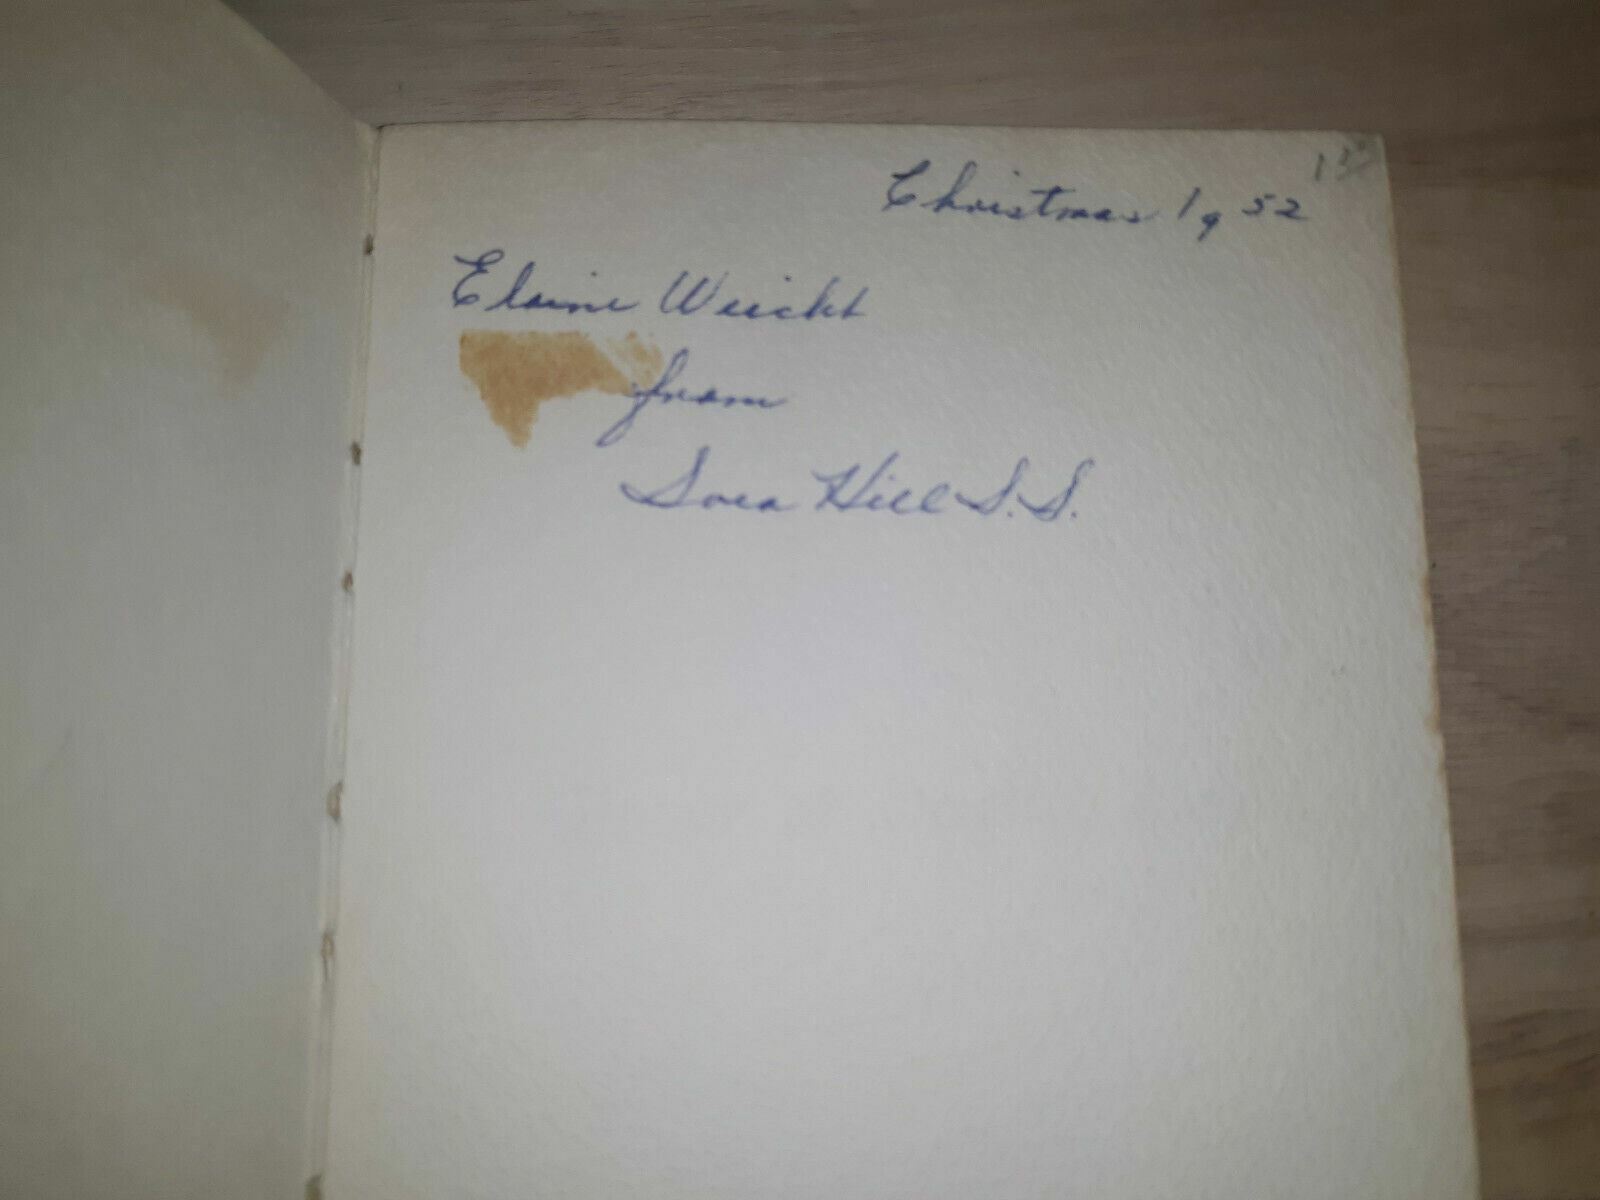 Christmas 1952
Elaine Weicht
from
Sora Hill S.S.